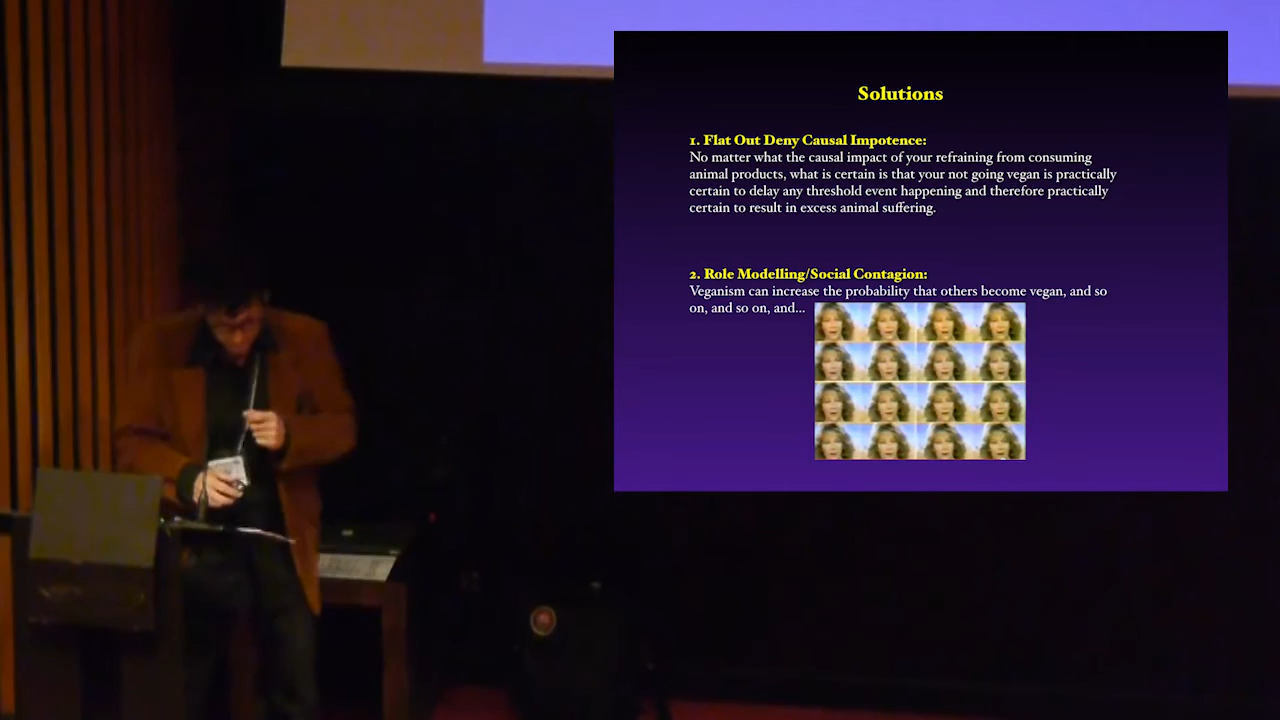 Solutions
1. Flat Out Deny Causal Impotence:
No matter what the causal impact of your refraining from consuming
animal products, what is certain is that your not going vegan is practically
certain to delay any threshold event happening and therefore practically
certain to result in excess animal suffering.
2. Role Modelling/Social Contagion:
Veganism can increase the probability that others become vegan, and so
on, and so on, and...